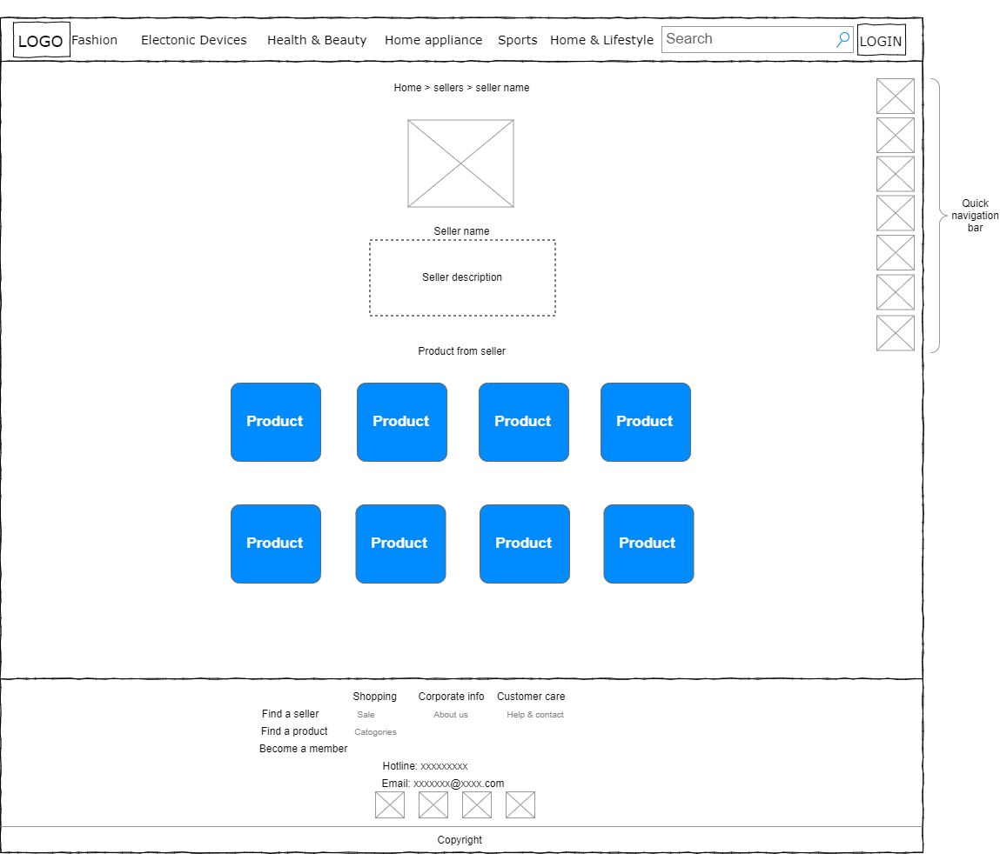 LOGO Fashion Electonic Devices Health & Beauty Home appliance Sports Home & Lifestyle Search LOGIN
Home > sellers > seller name
Quick
navigation
bar
Seller name
Seller description
Product from seller
Product Product Product Product
Product Product Product Product
Shopping Corporate info Customer care
Find a seller Sale About us Help & contact
Find a product Catogories
Become a member
Hotline: xxxxxxxxx
Email: xxxxxxx@xxxx.com
Copyright